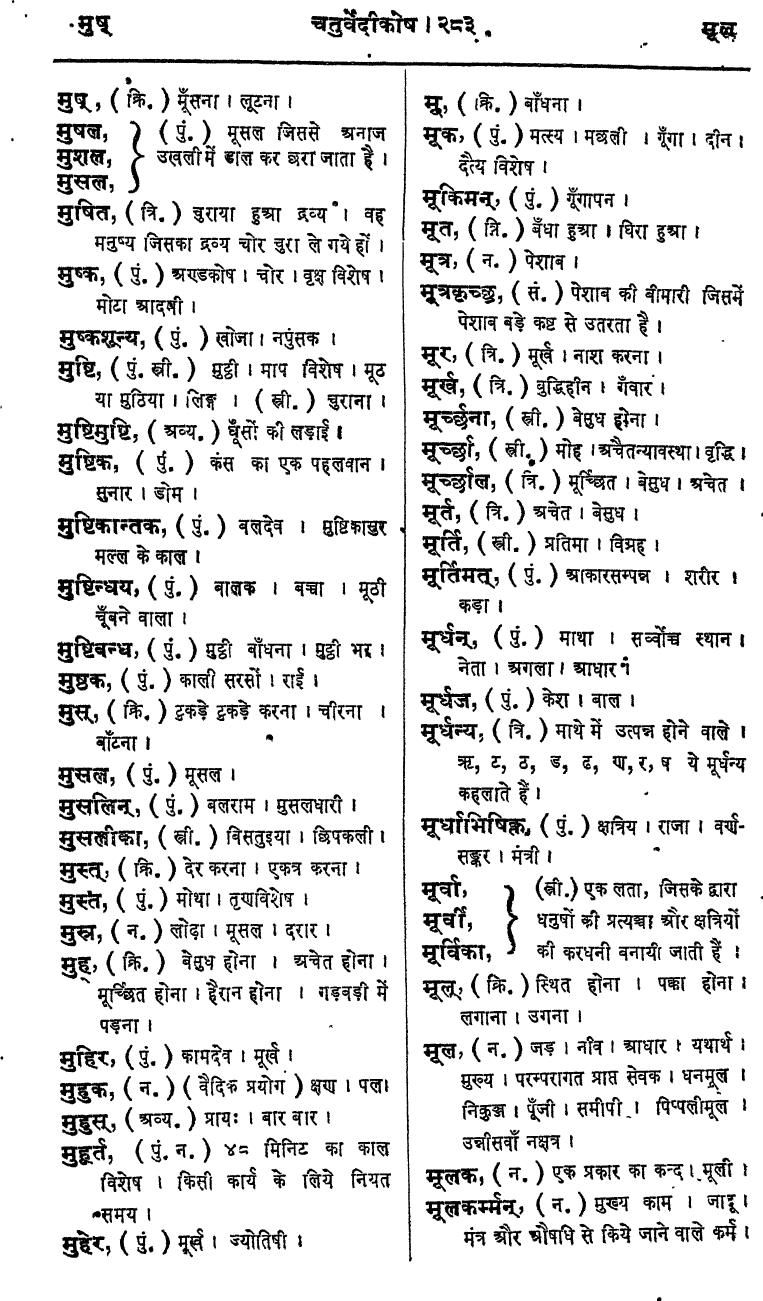 मुष्
चतुर्वेदीकोष । २८३
मूल
मुष्, ( क्रि. ) मूँसना । लूटना ।
मुषल, ( पुं. ) मूसल जिससे अनाज
मुशल, उखली में डाल कर छरा जाता है ।
मुसल,
मुषित, ( त्रि. ) चुराया हुआ द्रव्य । वह
मनुष्य जिसका द्रव्य चोर चुरा ले गये हों ।
मुष्क, ( पुं. ) अण्डकोष । चोर । वृक्ष विशेष ।
मोटा आदमी ।
मुष्कशून्य, ( पुं. ) खोजा । नपुंसक ।
मुष्टि, ( पुं. स्त्री. ) मुट्ठी । माप विशेष । मूठ
या मुठिया । लिङ्ग । ( स्त्री. ) चुराना ।
मुष्टिमुष्टि, ( अव्य. ) घूँसों की लड़ाई ।
मुष्टिक, ( पुं. ) कंस का एक पहलवान ।
सुनार । डोम ।
मुष्टिकान्तक, ( पुं. ) बलदेव । मुष्टिकासुर
मल्ल के काल ।
मुष्टिन्धय, ( पुं. ) बालक । बच्चा । मूठी
चूँबने वाला ।
मुष्टिबन्ध, ( पुं. ) मुट्ठी बाँधना । मुट्ठी भर ।
मुष्ठक, ( पुं. ) काली सरसों । राई ।
मुस्, ( क्रि. ) टुकड़े टुकड़े करना । चीरना ।
बाँटना ।
मुसल, ( पुं. ) मूसल ।
मुसलिन्, ( पुं. ) बलराम । मुसलधारी ।
मुसलीका, ( स्त्री. ) बिसतुइया । छिपकली ।
मुस्त्, ( क्रि. ) देर करना । एकत्र करना ।
मुस्त, ( पुं. ) मोथा । तृणविशेष ।
मुस्र, ( न. ) लोढ़ा । मूसल । दरार ।
मुह्, ( क्रि. ) बेसुध होना । अचेत होना ।
मूर्च्छित होना । हैरान होना । गड़बड़ी में
पड़ना ।
मुहिर, ( पुं. ) कामदेव । मूर्ख ।
मुहुक, ( न. ) ( वैदिक प्रयोग ) क्षण । पल।
मुहुस्, ( अव्य. ) प्रायः । बार बार ।
मुहूर्त, ( पुं. न. ) ४८ मिनिट का काल
विशेष । किसी कार्य के लिये नियत
समय ।
मुहेर, ( पुं. ) मूर्ख । ज्योतिषी ।
मू, ( क्रि. ) बाँधना ।
मूक, ( पुं. ) मत्स्य । मछली । गूँगा । दीन ।
दैत्य विशेष ।
मूकिमन्, ( पुं. ) गूँगापन ।
मूत, ( त्रि. ) बँधा हुआ । घिरा हुआ ।
मूत्र, ( न. ) पेशाब ।
मूत्रकृच्छ्र, ( सं. ) पेशाब की बीमारी जिसमें
पेशाब बड़े कष्ट से उतरता है ।
मूर, ( त्रि. ) मूर्ख । नाश करना ।
मूर्ख, ( त्रि. ) बुद्धिहीन । गँवार ।
मूर्च्छना, ( स्त्री. ) बेसुध होना ।
मूर्च्छा, ( स्त्री. ) मोह । अचैतन्यावस्था । वृद्धि ।
मूर्च्छाल, ( त्रि. ) मूर्च्छित । बेसुध । अचेत ।
मूर्त, ( त्रि. ) अचेत । बेसुध ।
मूर्ति, ( स्त्री. ) प्रतिमा । विग्रह ।
मूर्तिमत्, ( पुं. ) आकारसम्पन्न । शरीर ।
कड़ा ।
मूर्धन्, ( पुं. ) माथा । सर्व्वोच्च स्थान ।
नेता । अगला । आधार ।
मूर्धज, ( पुं. ) केश । बाल ।
मूर्धन्य, ( त्रि. ) माथे में उत्पन्न होने वाले ।
ऋ, ट, ठ, ड, ढ, ण, र, ष ये मूर्धन्य
कहलाते हैं ।
मूर्धाभिषिक्त, ( पुं. ) क्षत्रिय । राजा । वर्ण-
सङ्कर । मंत्री ।
मूर्वा, (स्त्री.) एक लता, जिसके द्वारा
मूर्वी, धनुषों की प्रत्यञ्चा और क्षत्रियों
मूर्विका, की करधनी बनायी जाती हैं ।
मूल्, ( क्रि. ) स्थित होना । पक्का होना ।
लगाना । उगना ।
मूल, ( न. ) जड़ । नींव । आधार । यथार्थ ।
मुख्य । परम्परागत प्राप्त सेवक । धनमूल ।
निकुञ्ज । पूँजी । समीपी । पिप्पलीमूल ।
उन्नीसवाँ नक्षत्र ।
मूलक, ( न. ) एक प्रकार का कन्द । मूली ।
मूलकर्म्मन्, ( न. ) मुख्य काम । जादू ।
मंत्र और औषधि से किये जाने वाले कर्म ।